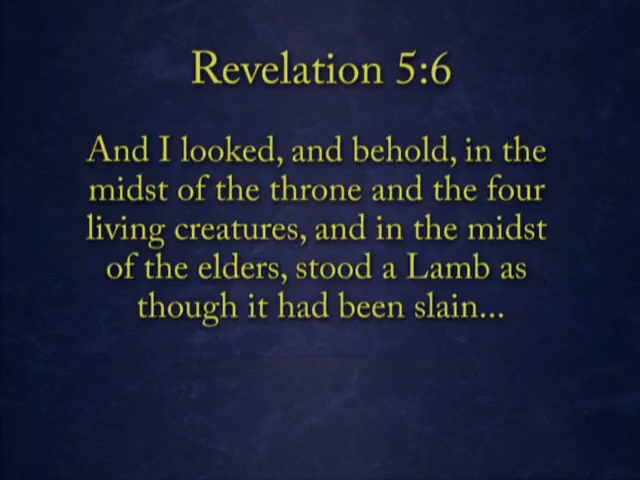 Revelation 5:6
And I looked, and behold, in the
midst of the throne and the four
living creatures, and in the midst
of the elders, stood a Lamb as
though it had been slain...